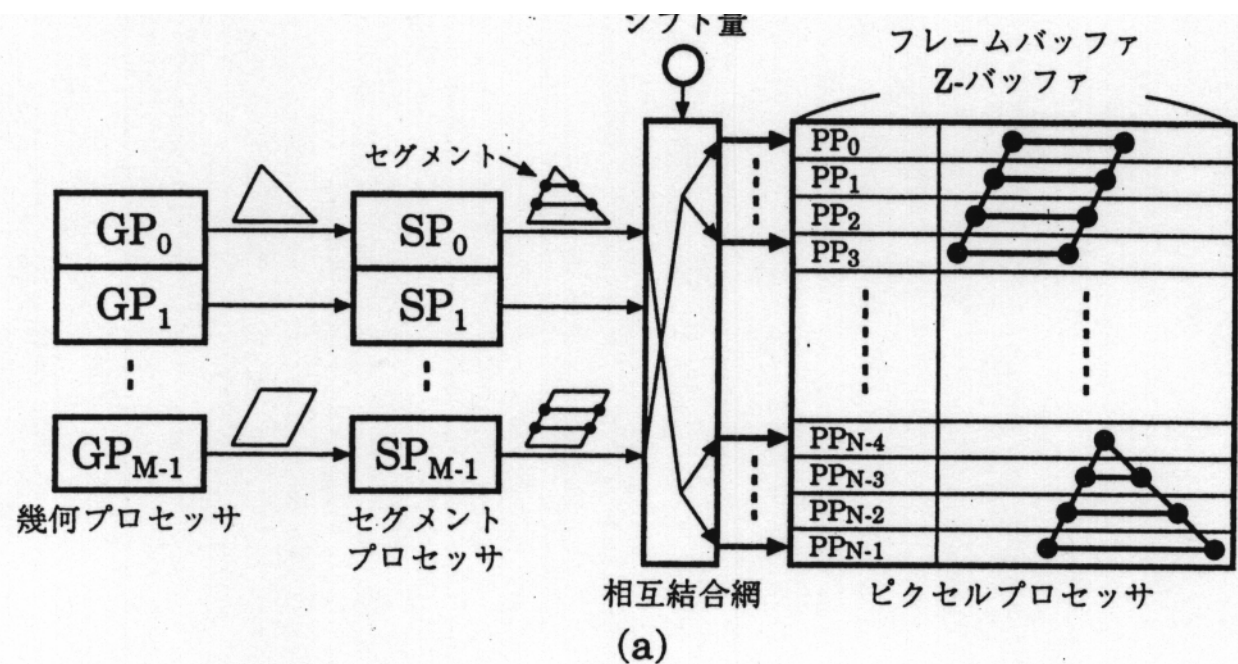 シフト量
フレームバッファ
Z-バッファ
セグメント
GP0
SP0
GP1
SP1
GPM-1
SPM-1
幾何プロセッサ
セグメント
プロセッサ
相互結合網
PP0
PP1
PP2
PP3
PPN-4
PPN-3
PPN-2
PPN-1
ピクセルプロセッサ
(a)